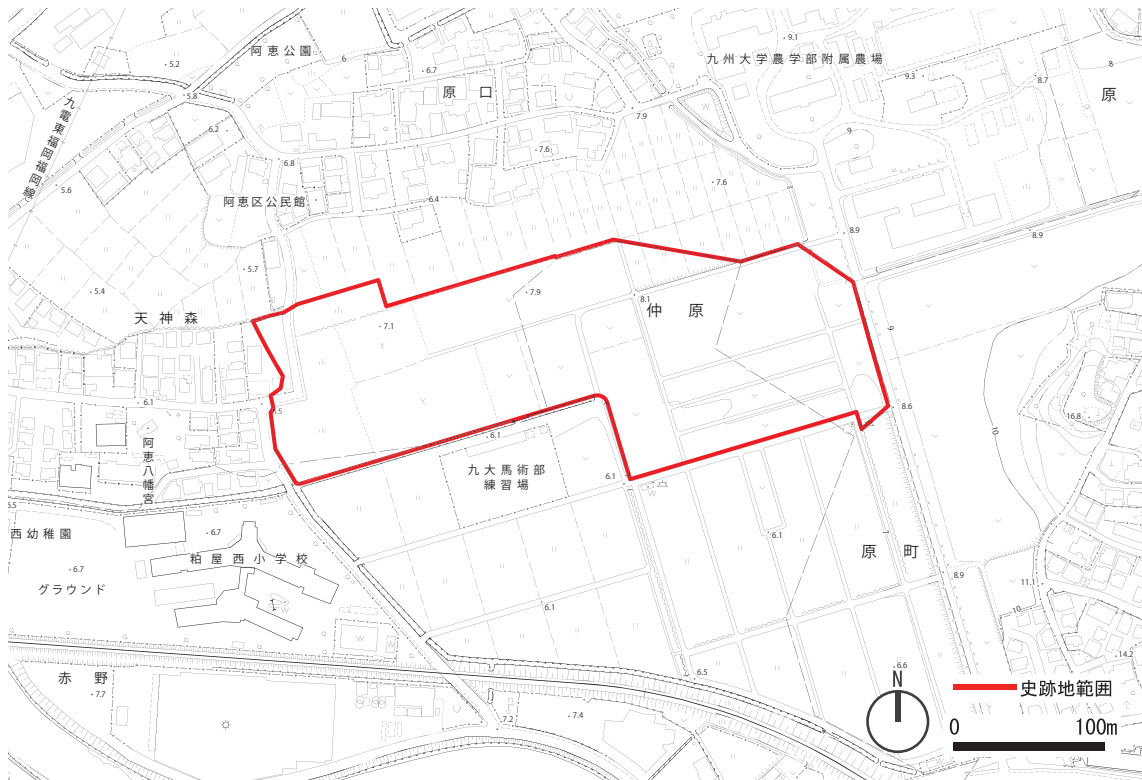 阿恵公園
5.2
6
6.7
9.1
九州大学農学部附属農場
9.3
8.7
8
原
原口
5.8
九電東福岡福岡線
6.2
7.9
9
6.8
7.6
7.6
5.6
阿恵区公民館
6.4
8.9
8.9
5.7
5.4
7.9
8.1
仲原
天神森
7.1
9
6.1
8.6
16.8
10
6.1
阿恵八幡宮
九大馬術部
練習場
6.1
西幼稚園
6.7
6.1
粕屋西小学校
原町
7
6.7
グラウンド
8.9
11.1
10
6.1
14.2
6.5
6.6
赤野
7.7
7.2
7.4
N
史跡地範囲
0
100m